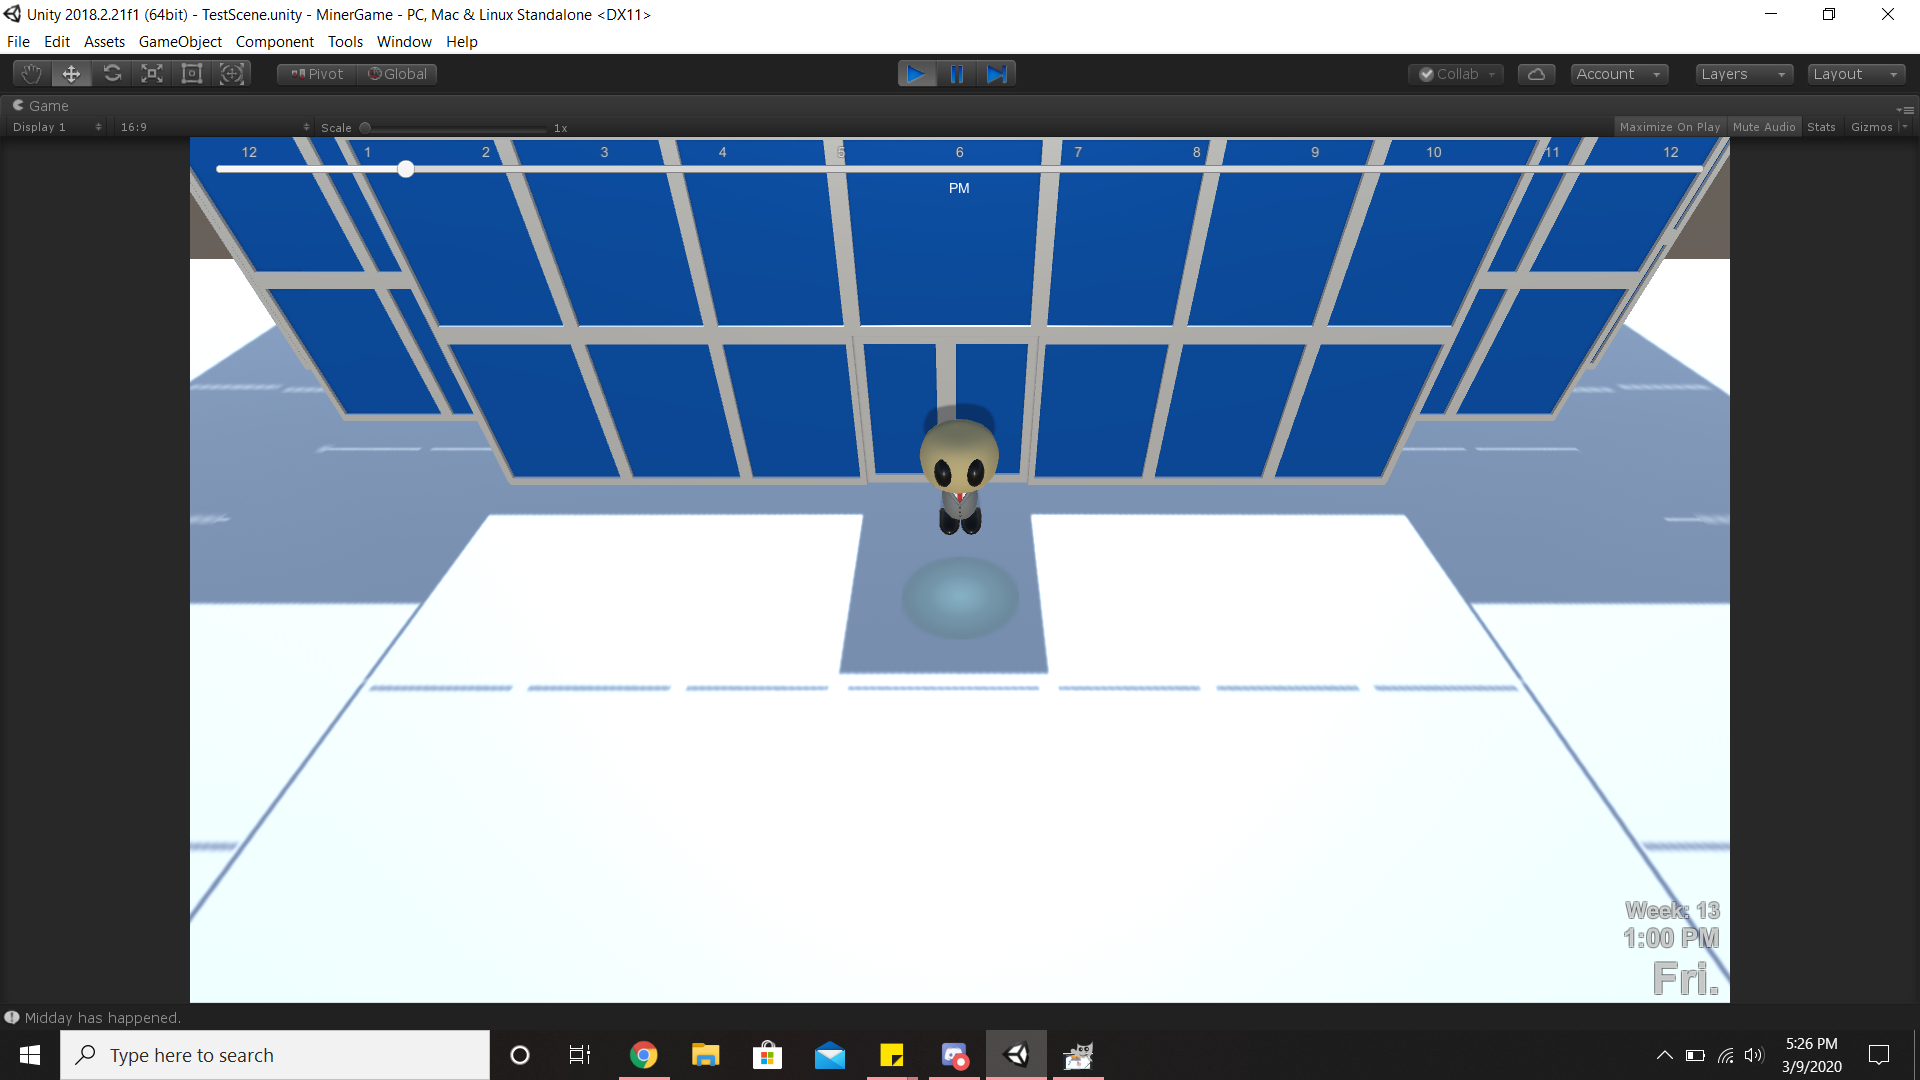 Unity 2018.2.21f1 (64bit) - TestScene.unity - MinerGame - PC, Mac & Linux Standalone <DX11>
File Edit Assets GameObject Component Tools Window Help
Pivot Global Collab Account Layers Layout
Game
Display 1 16:9 Scale 1x Maximize On Play Mute Audio Stats Gizmos
12 1 2 3 4 5 6 7 8 9 10 11 12
PM
Week: 13
1:00 PM
Fri.
Midday has happened.
Type here to search
5:26 PM
3/9/2020